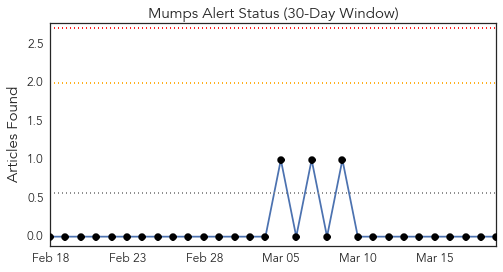 Mumps Alert Status (30-Day Window)
Articles Found
2.5
2.0
1.5
1.0
0.5
0.0
Feb 18 Feb 23 Feb 28 Mar 05 Mar 10 Mar 15